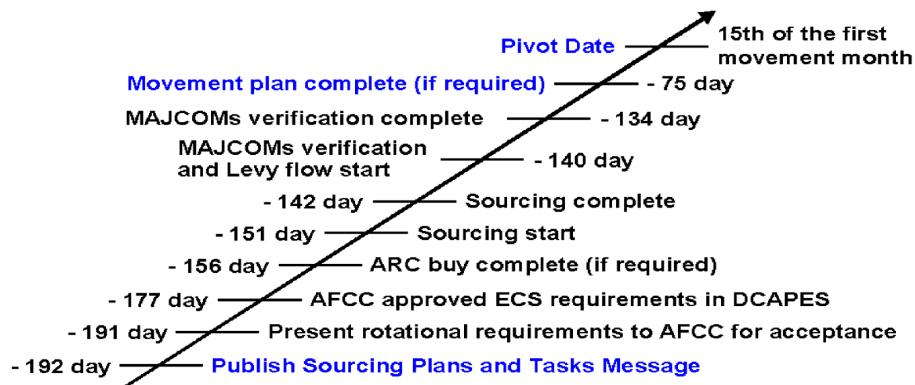 Pivot Date 15th of the first
movement month
Movement plan complete (if required) - 75 day
MAJCOMs verification complete - 134 day
MAJCOMs verification
and Levy flow start - 140 day
- 142 day Sourcing complete
- 151 day Sourcing start
- 156 day ARC buy complete (if required)
- 177 day AFCC approved ECS requirements in DCAPES
- 191 day Present rotational requirements to AFCC for acceptance
- 192 day Publish Sourcing Plans and Tasks Message